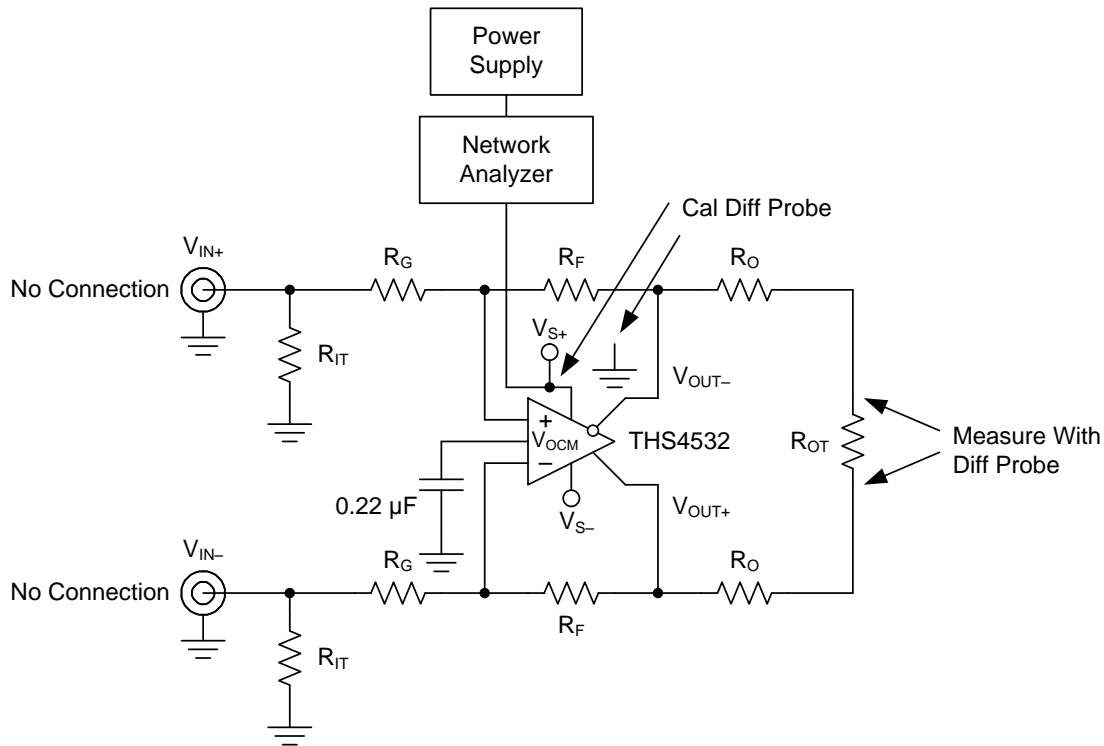 Power
Supply
Network
Analyzer
Cal Diff Probe
V_IN+
R_G
R_F
R_O
No Connection
R_IT
V_S+
V_OUT–
+
V_OCM
–
THS4532
R_OT
Measure With
Diff Probe
0.22 µF
V_S–
V_OUT+
V_IN–
R_G
R_O
No Connection
R_F
R_IT